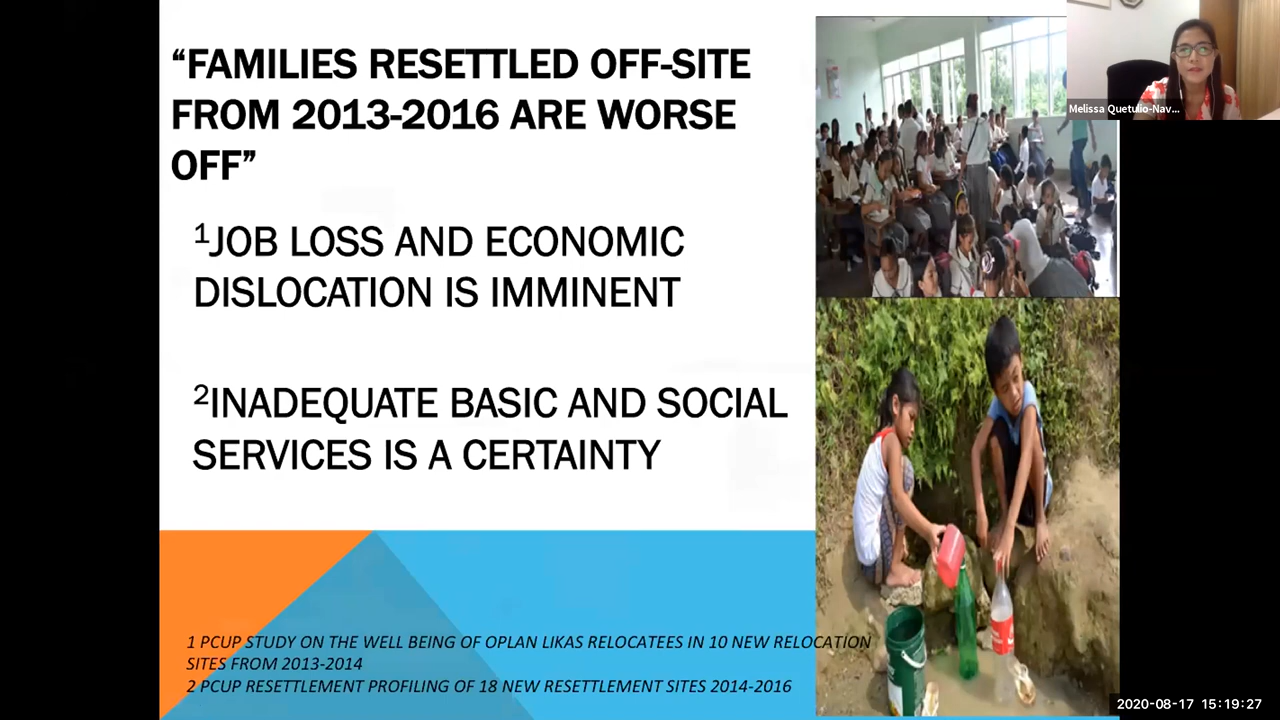 “FAMILIES RESETTLED OFF-SITE
FROM 2013-2016 ARE WORSE
OFF”
1JOB LOSS AND ECONOMIC
DISLOCATION IS IMMINENT
2INADEQUATE BASIC AND SOCIAL
SERVICES IS A CERTAINTY
1 PCUP STUDY ON THE WELL BEING OF OPLAN LIKAS RELOCATEES IN 10 NEW RELOCATION
SITES FROM 2013-2014
2 PCUP RESETTLEMENT PROFILING OF 18 NEW RESETTLEMENT SITES 2014-2016
Melissa Quetulio-Nav...
2020-08-17 15:19:27